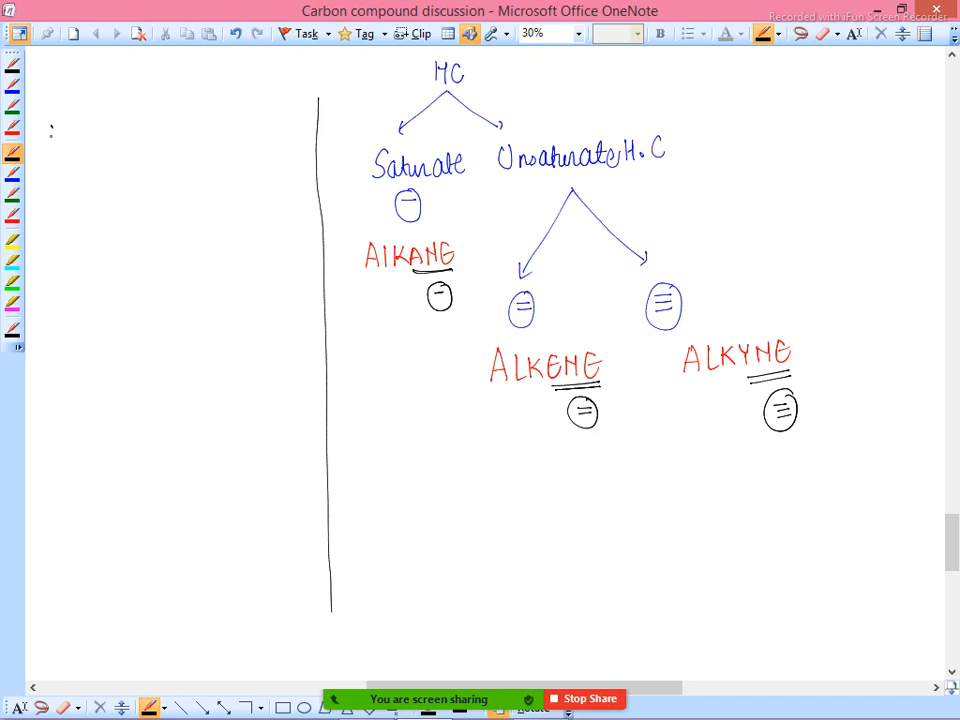 Carbon compound discussion - Microsoft Office OneNote
Recorded with iFun Screen Recorder
Task
Tag
Clip
30%
B
A
HC
Saturate
Unsaturate H.C
AlKANE
ALKENE
ALKYNE
You are screen sharing
Stop Share